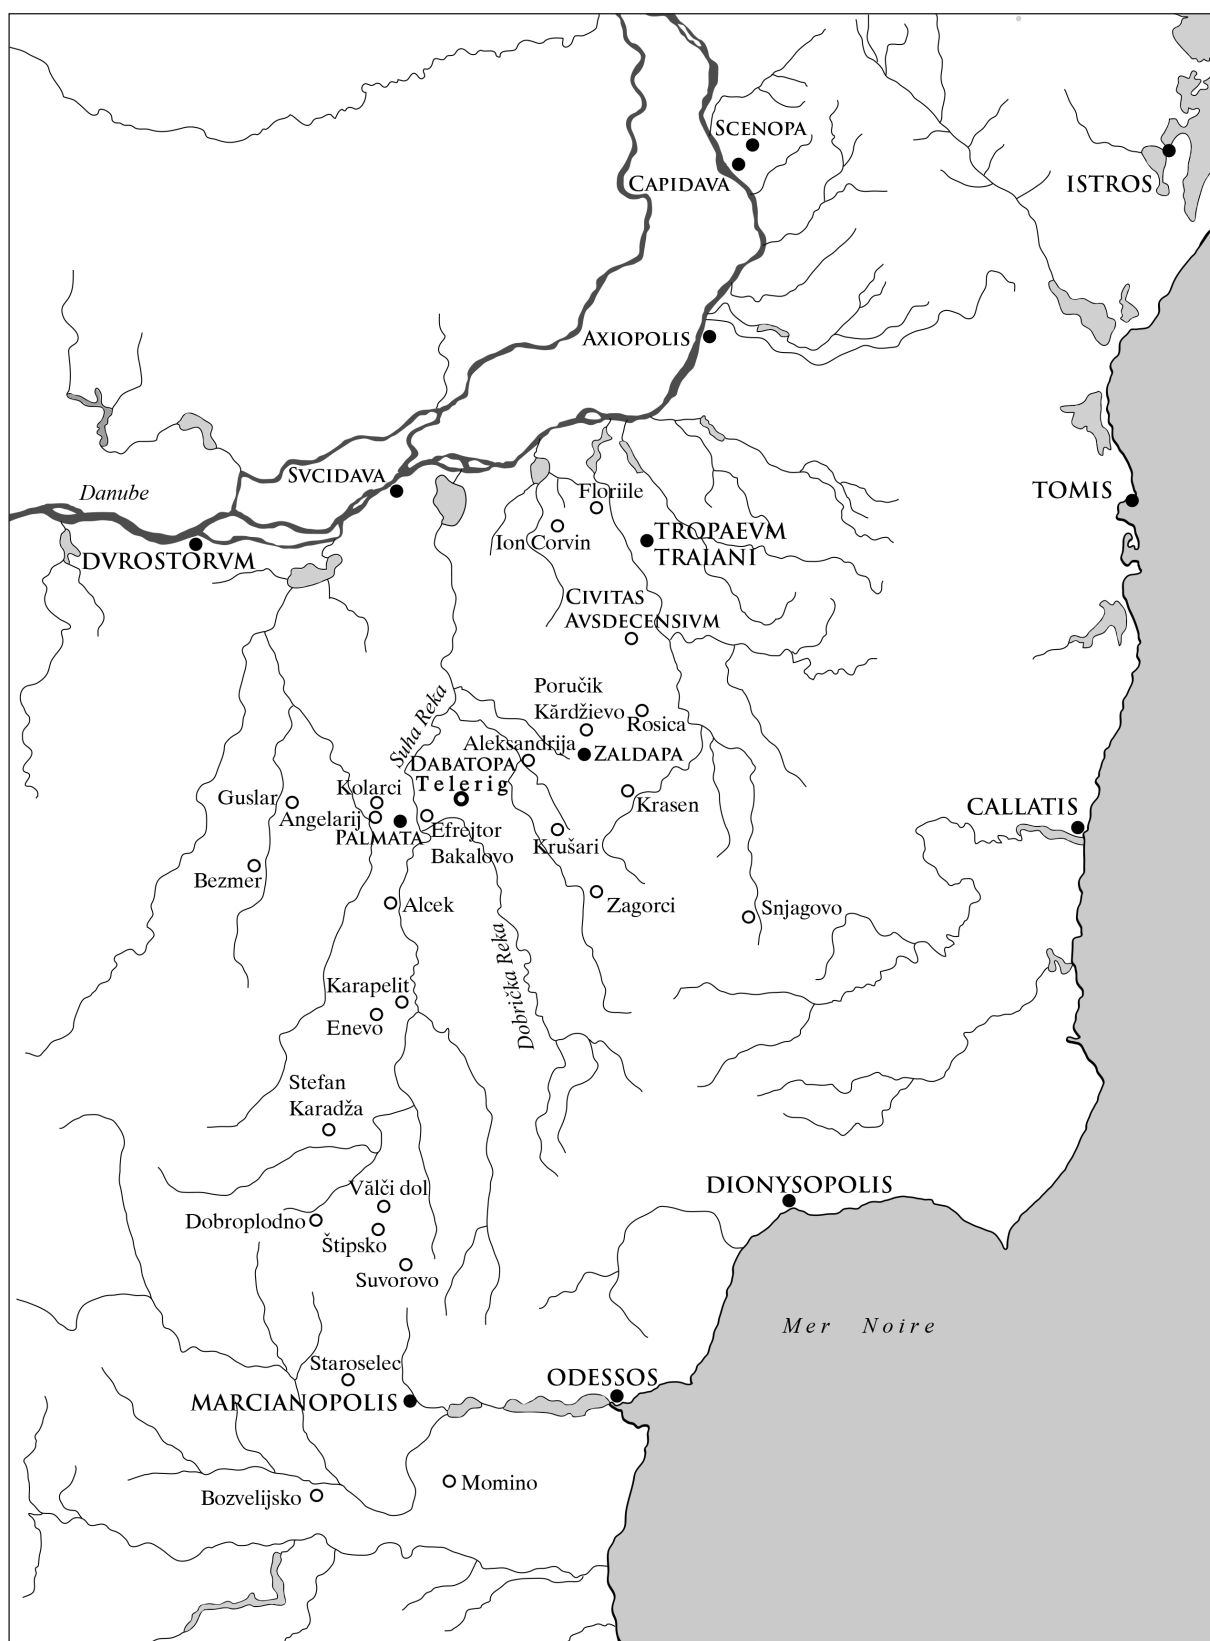 SCENOPA
CAPIDAVA
ISTROS
AXIOPOLIS
SVCIDAVA
Danube
Floriile
TOMIS
Ion Corvin
TROPAEVM
TRAIANI
DVROSTORVM
CIVITAS
AVSDECENSIVM
Poručik
Kărdžievo
Rosica
Suha Reka
Aleksandrija
ZALDAPA
DABATOPA
Telerig
Kolarci
Guslar
Angelarij
PALMATA
Efrejtor
Bakalovo
Krasen
CALLATIS
Krušari
Bezmer
Alcek
Zagorci
Snjagovo
Dobrička Reka
Karapelit
Enevo
Stefan
Karadža
Vălči dol
DIONYSOPOLIS
Dobroplodno
Štipsko
Suvorovo
Mer Noire
Staroselec
ODESSOS
MARCIANOPOLIS
Momino
Bozvelijsko